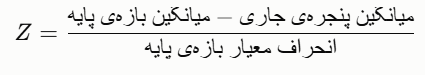 Z = میانگین پنجره‌ی جاری − میانگین بازه‌ی پایه
انحراف معیار بازه‌ی پایه